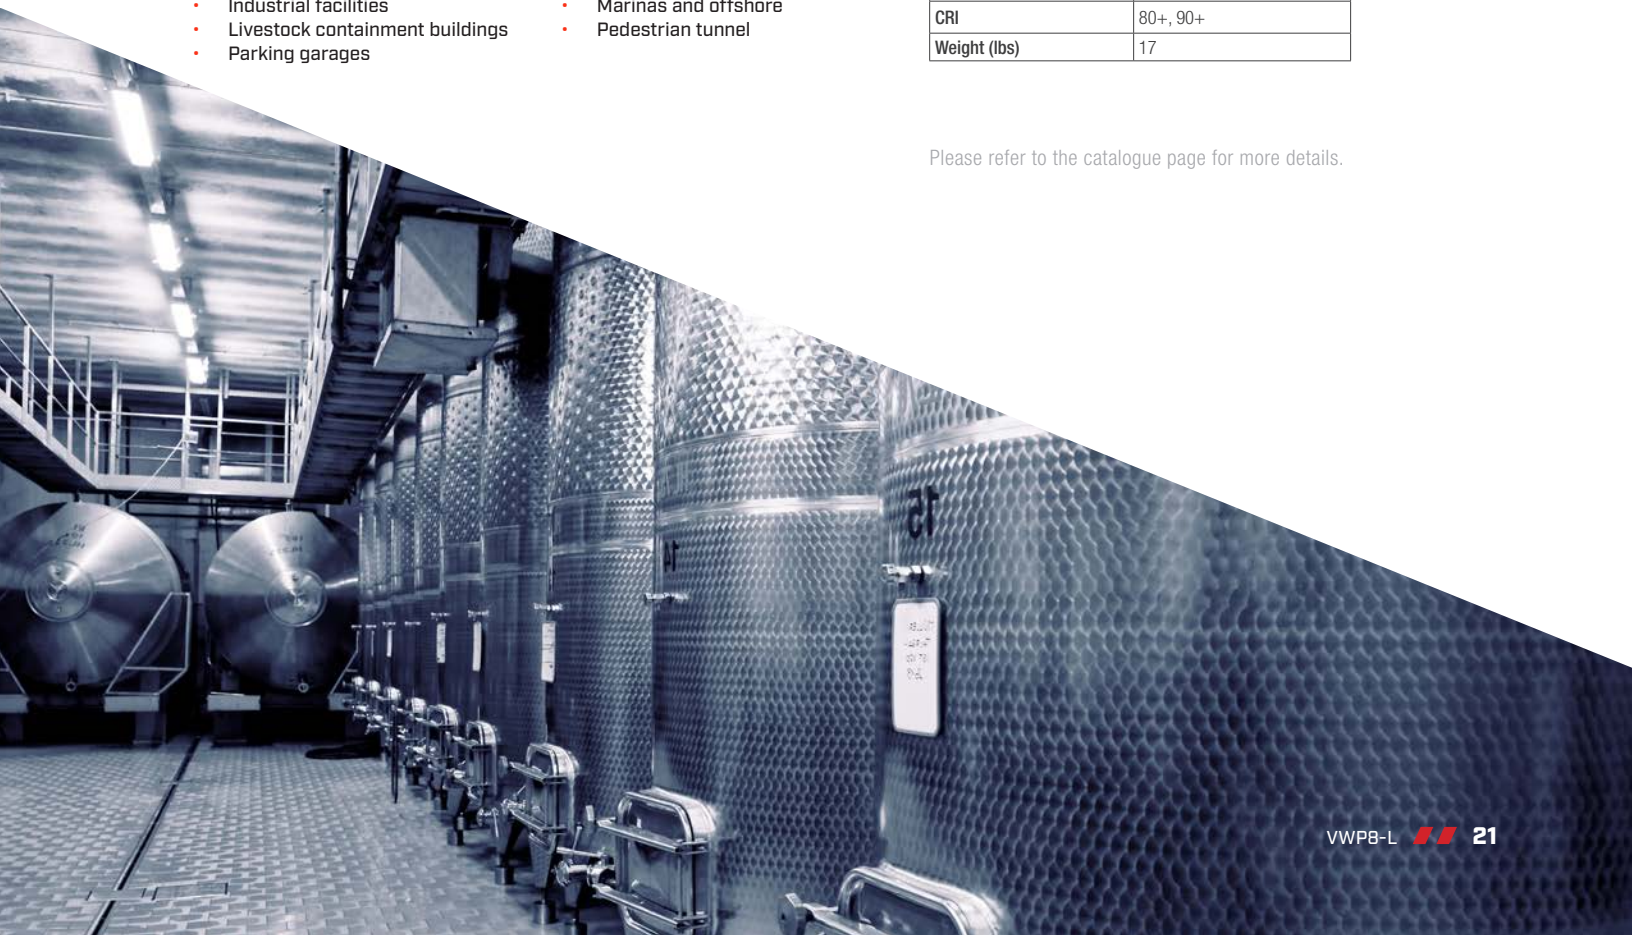 Industrial facilities
Livestock containment buildings
Parking garages
Marinas and offshore
Pedestrian tunnel
CRI 80+, 90+
Weight (lbs) 17
Please refer to the catalogue page for more details.
15
14
VWP8-L 21